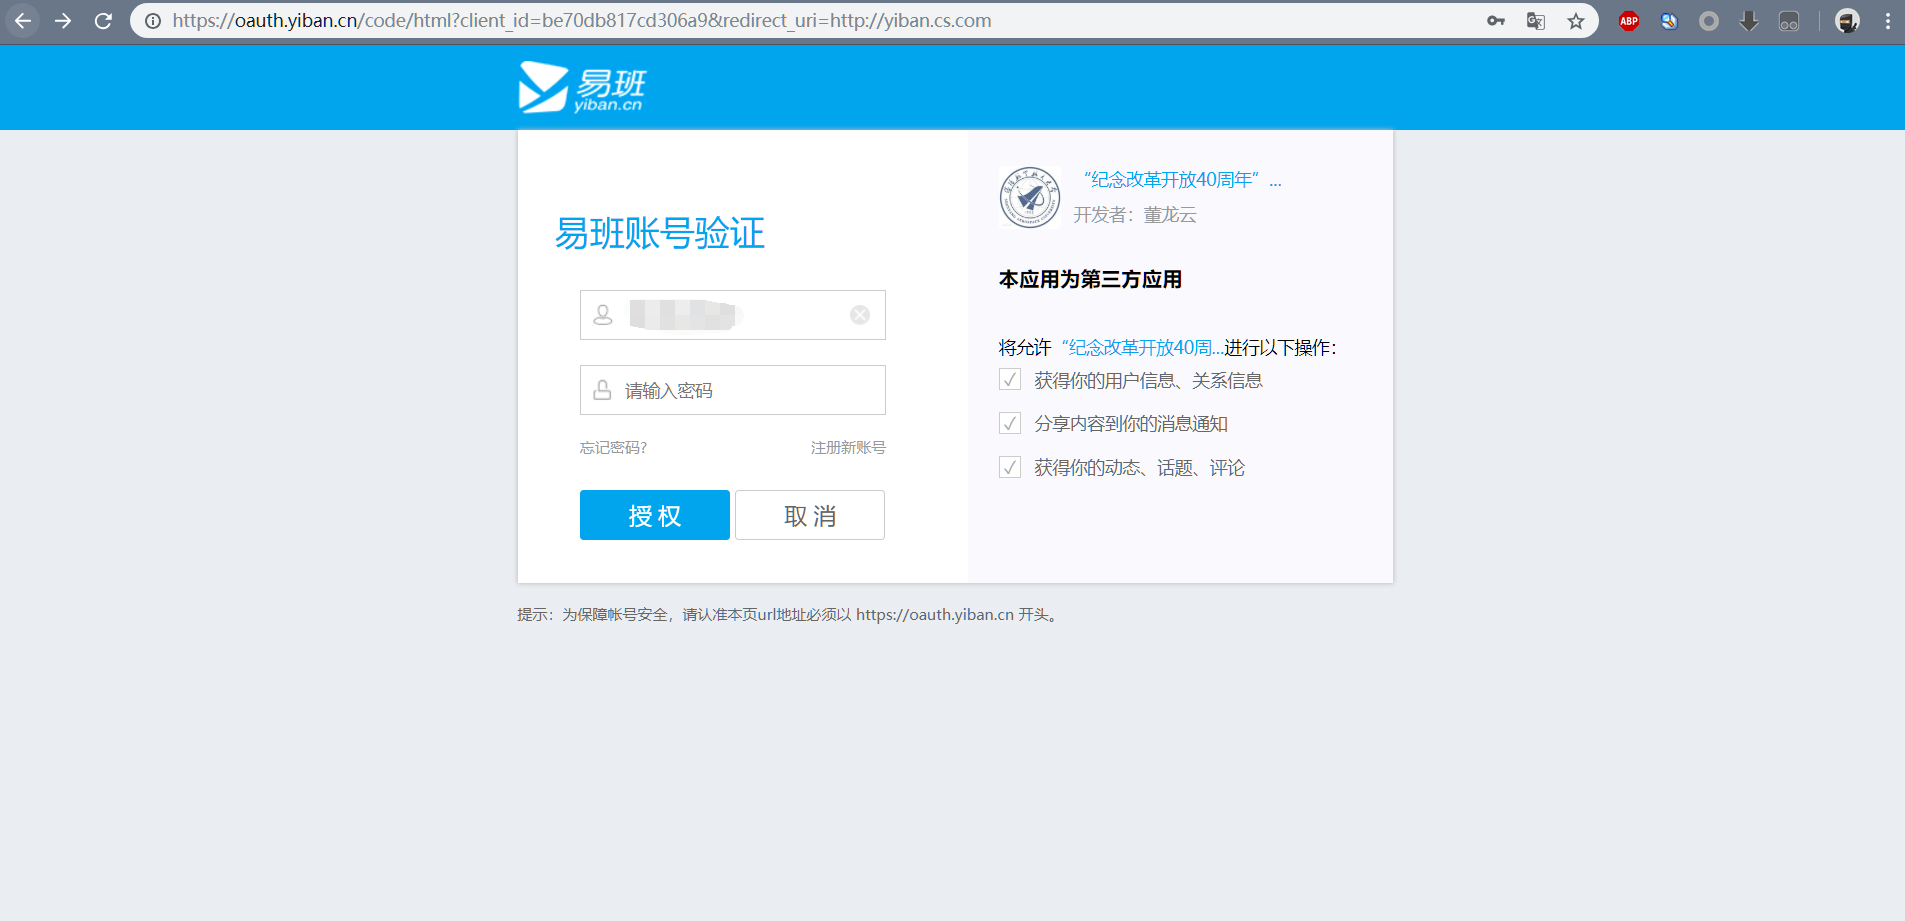 https://oauth.yiban.cn/code/html?client_id=be70db817cd306a9&redirect_uri=http://yiban.cs.com
ABP
易班
yiban.cn
易班账号验证
请输入密码
忘记密码?
注册新账号
授 权
取 消
“纪念改革开放40周年” ...
开发者：董龙云
本应用为第三方应用
将允许“纪念改革开放40周...进行以下操作：
获得你的用户信息、关系信息
分享内容到你的消息通知
获得你的动态、话题、评论
提示：为保障帐号安全，请认准本页url地址必须以 https://oauth.yiban.cn 开头。